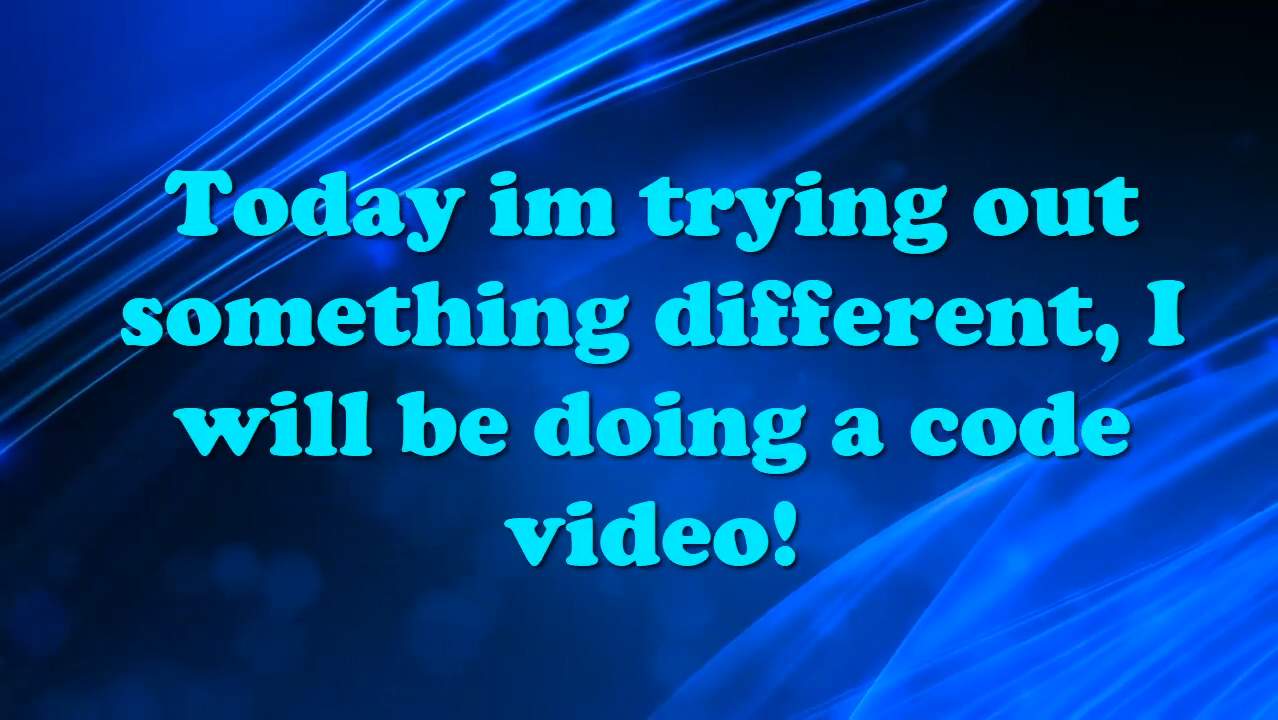 Today im trying out
something different, I
will be doing a code
video!